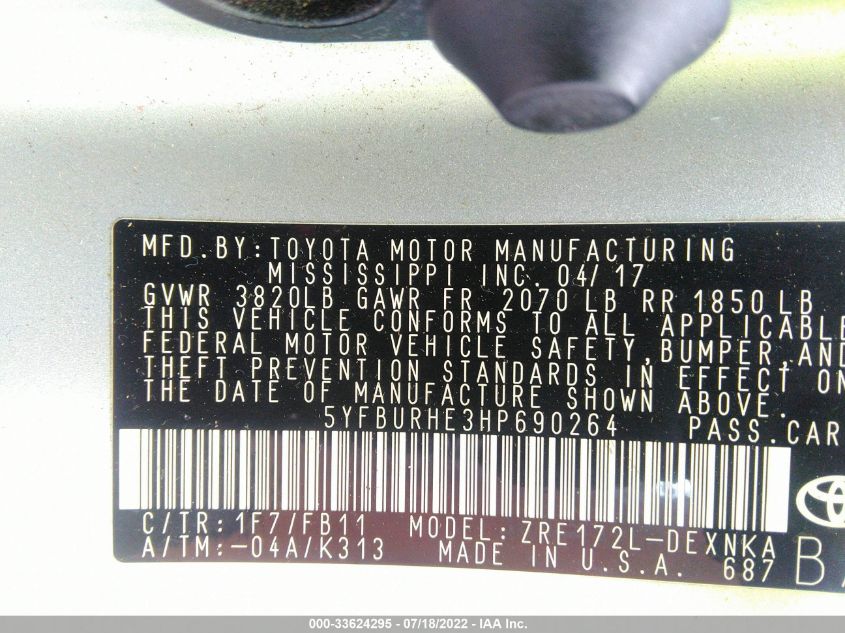 MFD.BY:TOYOTA MOTOR MANUFACTURING
MISSISSIPPI INC. 04/17
GVWR 3820LB GAWR FR 2070LB RR 1850LB
THIS VEHICLE CONFORMS TO ALL APPLICABLE
FEDERAL MOTOR VEHICLE SAFETY,BUMPER,AND
THEFT PREVENTION STANDARDS IN EFFECT ON
THE DATE OF MANUFACTURE SHOWN ABOVE.
5YFBURHE3HP690264 PASS.CAR
C/TR:1F7/FB11 MODEL:ZRE172L-DEXNKA
A/TM:-04A/K313 MADE IN U.S.A. 687
000-33624295 - 07/18/2022 - IAA Inc.